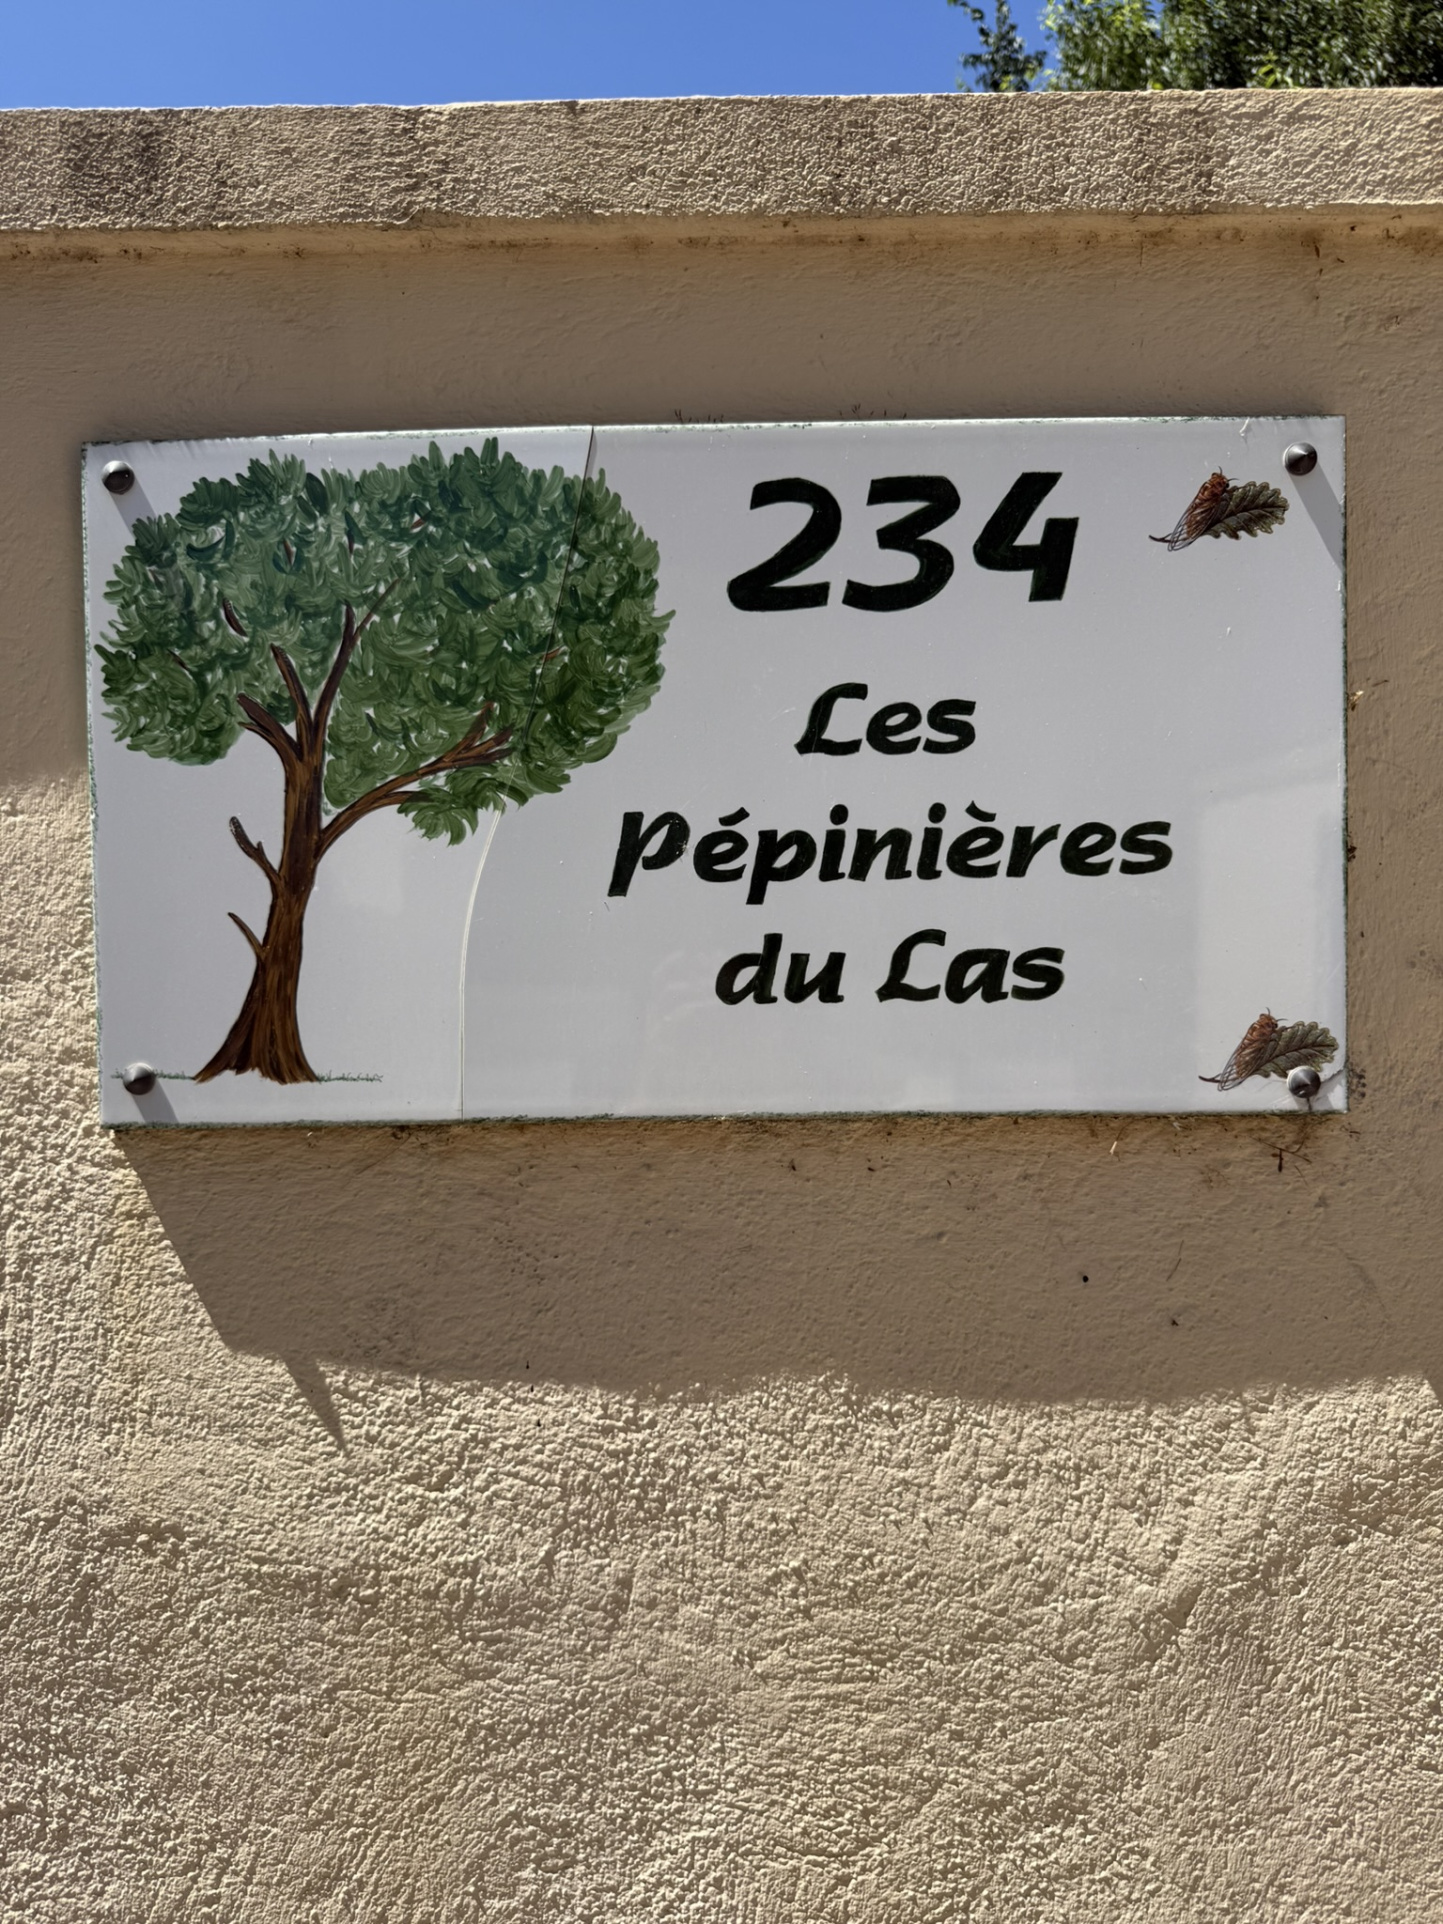 234
Les
Pépinières
du Las